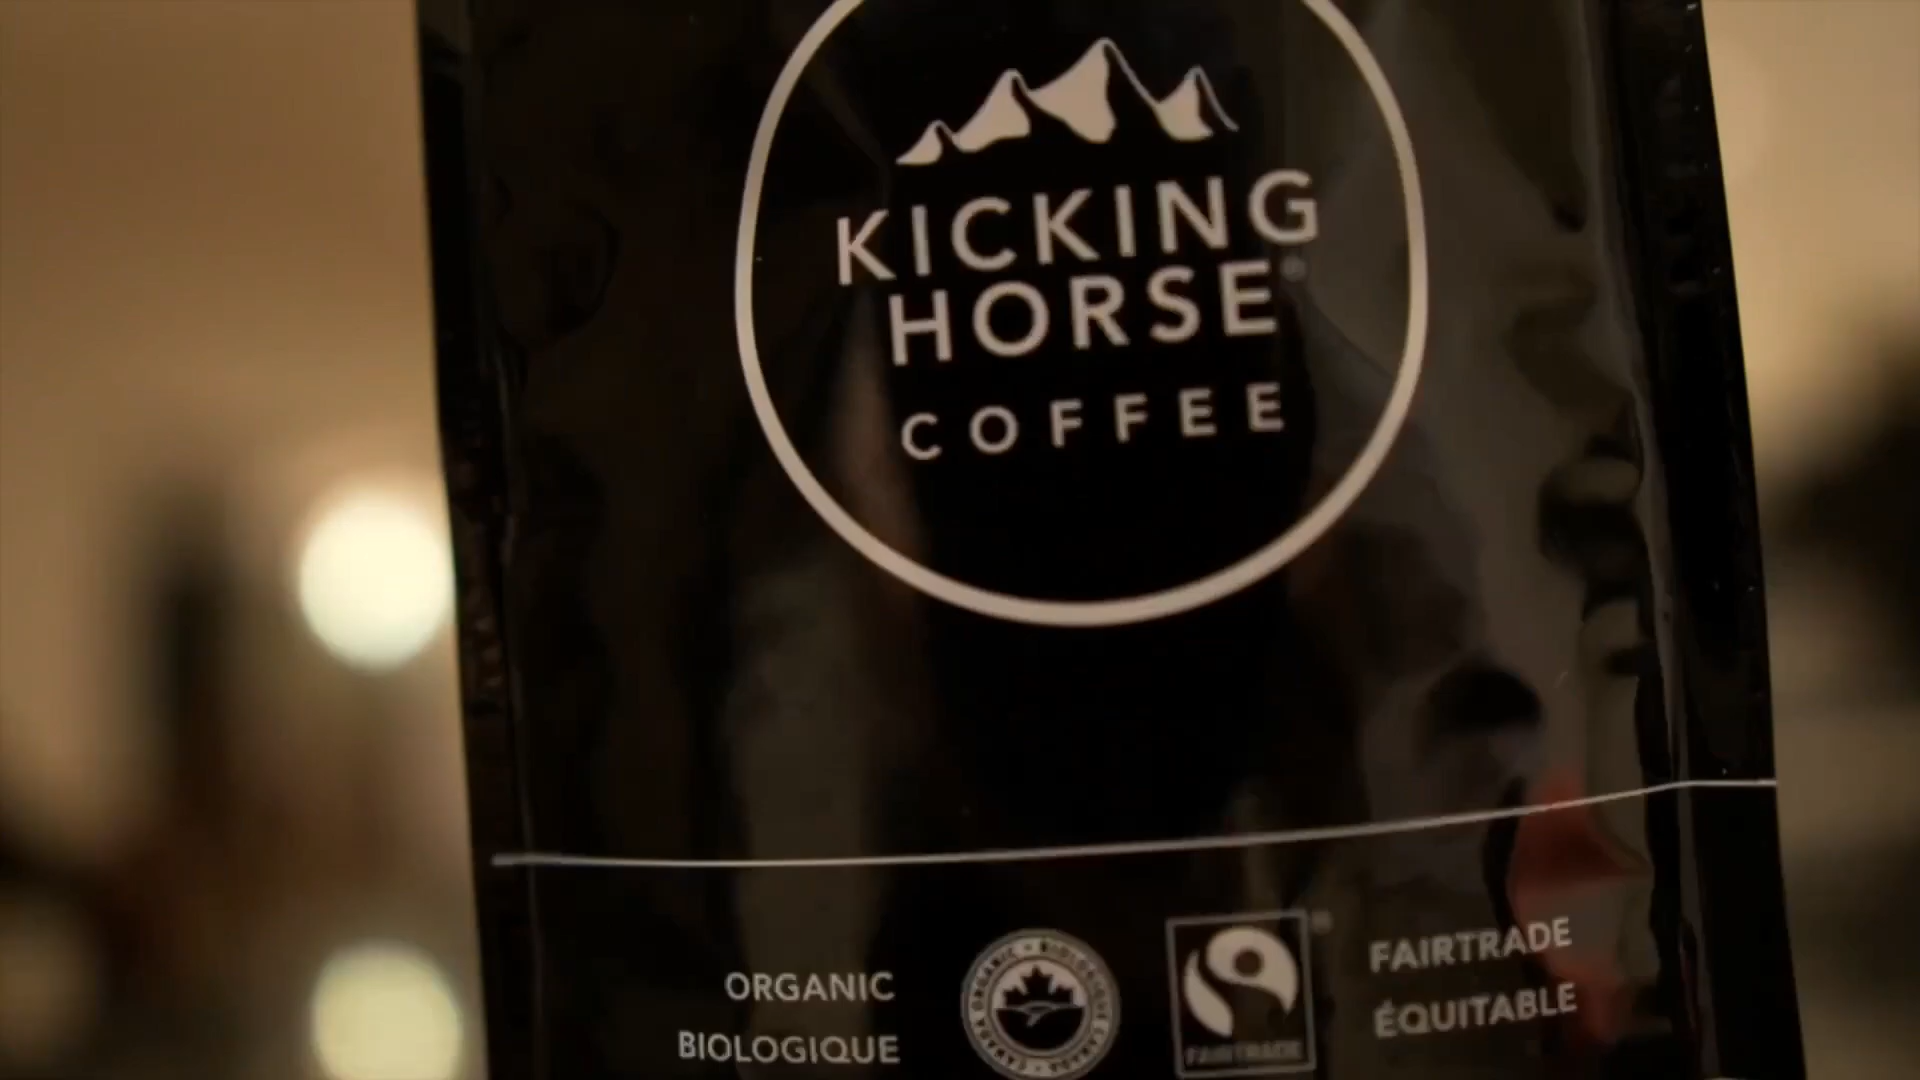 KICKING
HORSE
COFFEE
ORGANIC
BIOLOGIQUE
FAIRTRADE
FAIRTRADE
ÉQUITABLE